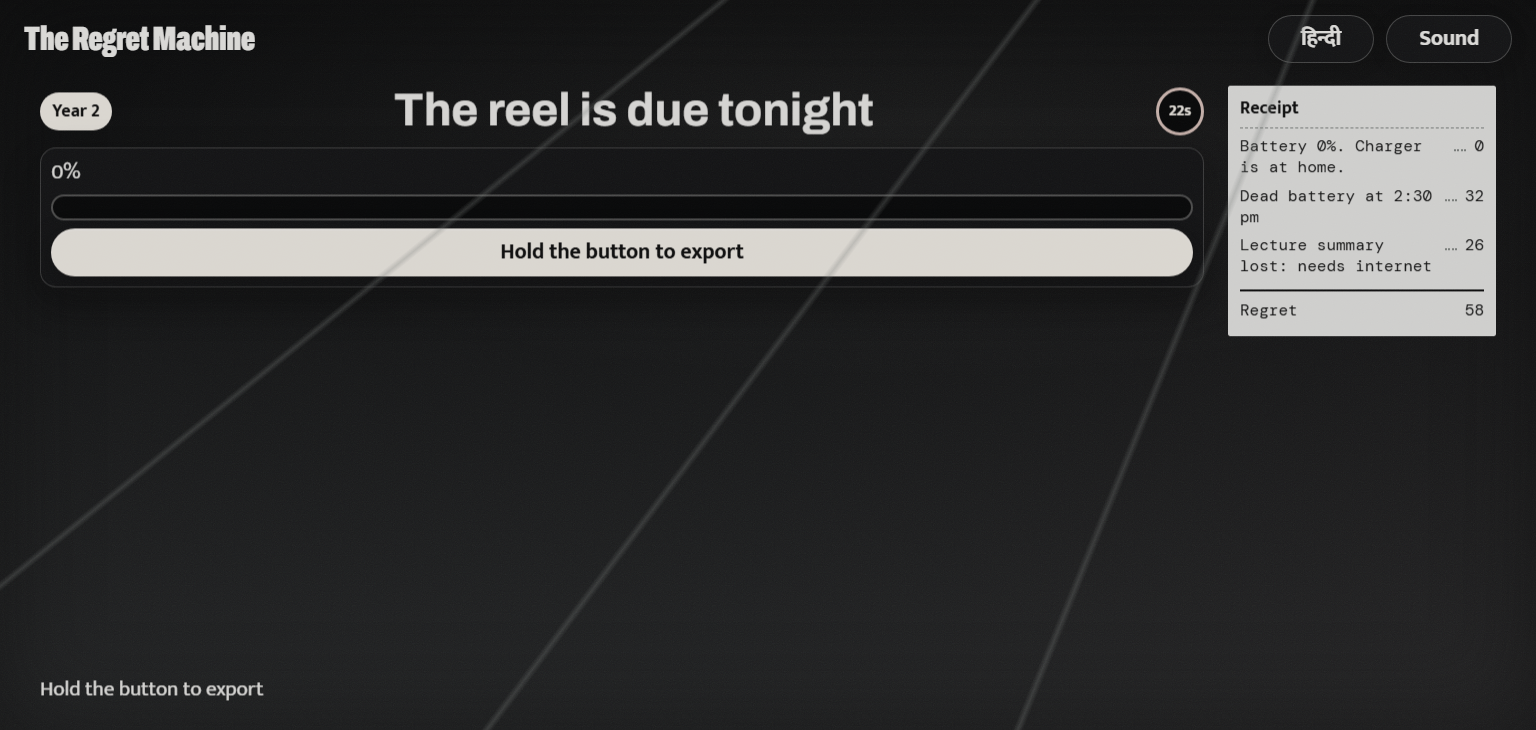 The Regret Machine
हिन्दी
Sound
Year 2
The reel is due tonight
22s
0%
Hold the button to export
Receipt
Battery 0%. Charger .... 0
is at home.
Dead battery at 2:30 .... 32
pm
Lecture summary .... 26
lost: needs internet
Regret 58
Hold the button to export